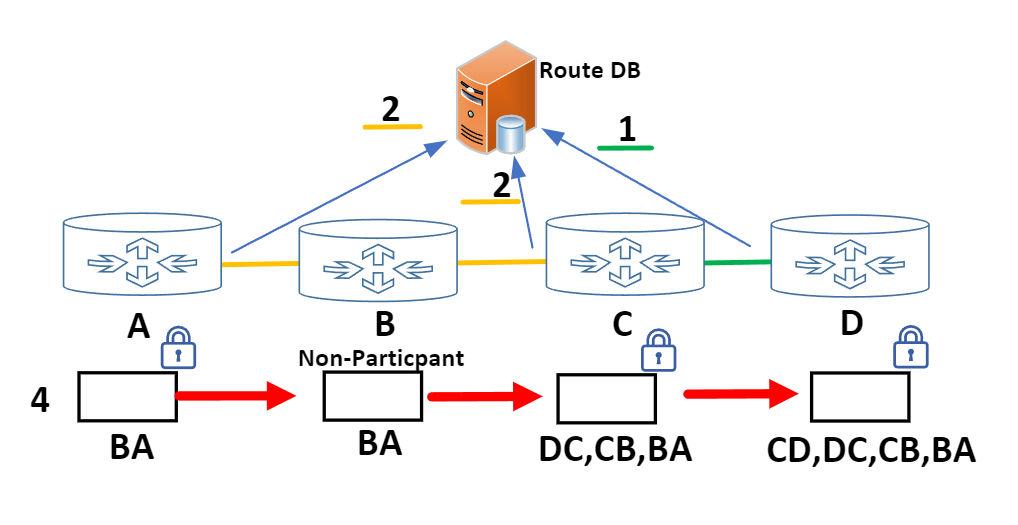 Route DB
2
1
2
A
B
C
D
Non-Particpant
4
BA
BA
DC,CB,BA
CD,DC,CB,BA